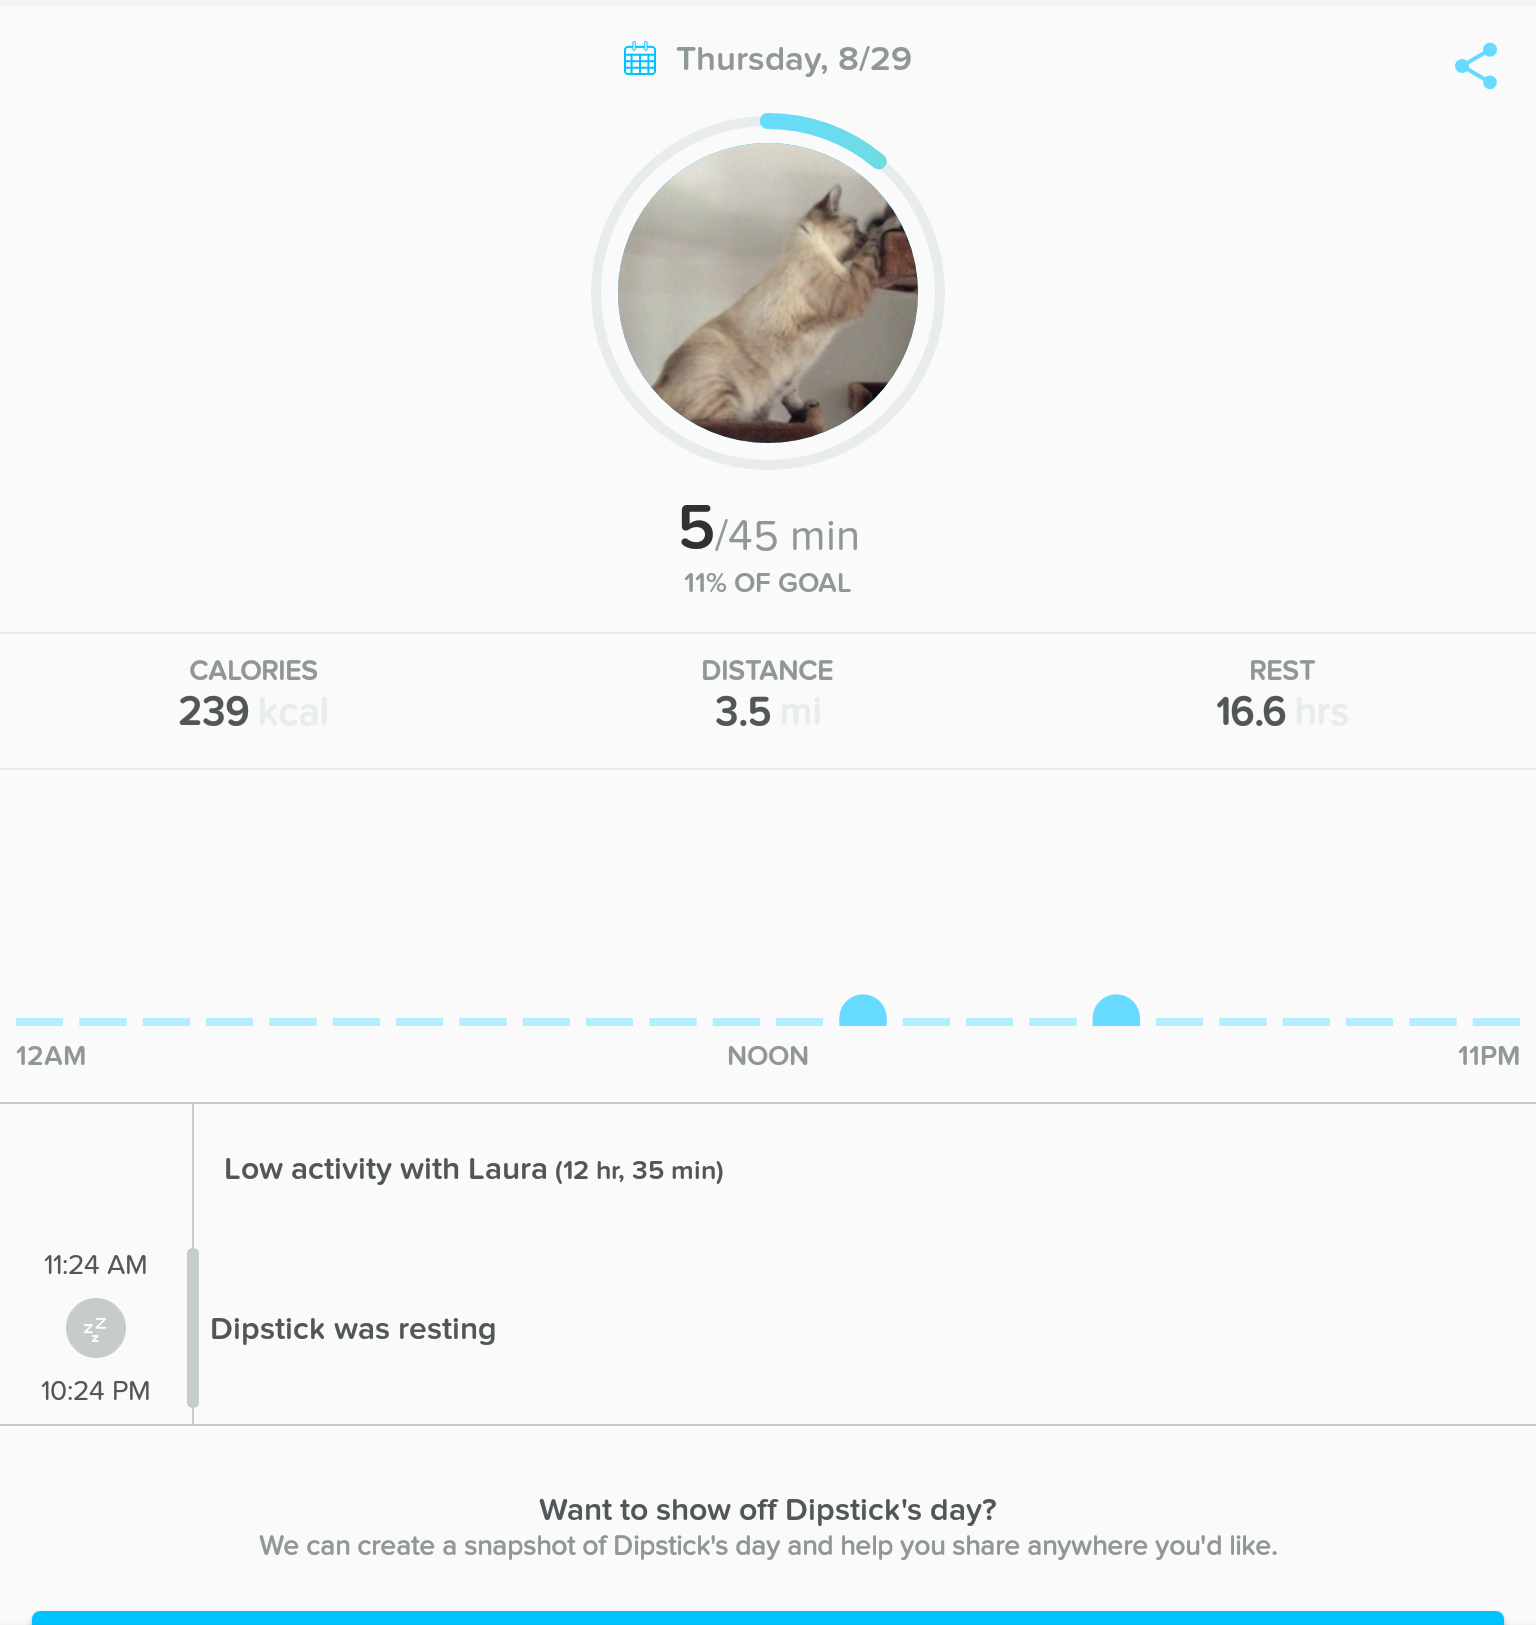 Thursday, 8/29
5/45 min
11% OF GOAL
CALORIES
239 kcal
DISTANCE
3.5 mi
REST
16.6 hrs
12AM
NOON
11PM
Low activity with Laura (12 hr, 35 min)
11:24 AM
zzz
Dipstick was resting
10:24 PM
Want to show off Dipstick's day?
We can create a snapshot of Dipstick's day and help you share anywhere you'd like.